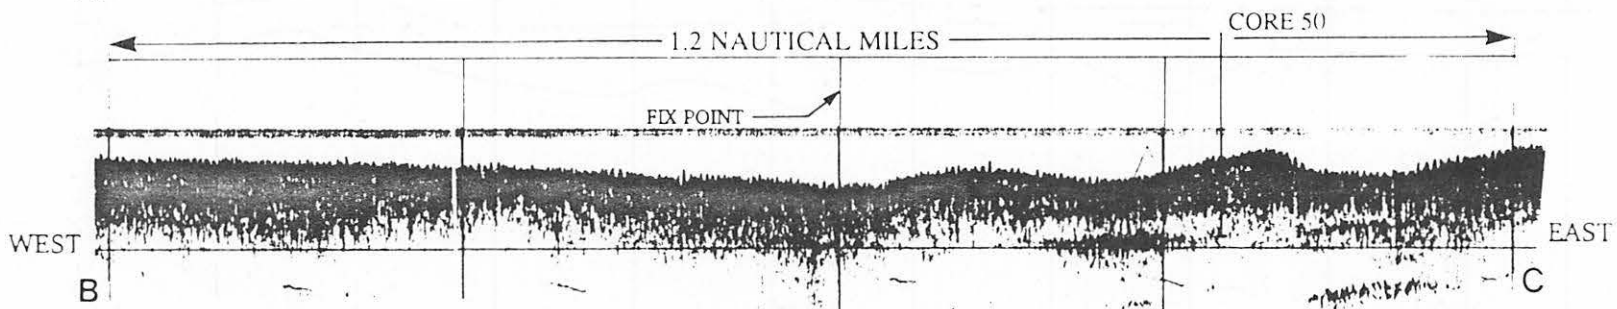 CORE 50
1.2 NAUTICAL MILES
FIX POINT
WEST
EAST
B
C